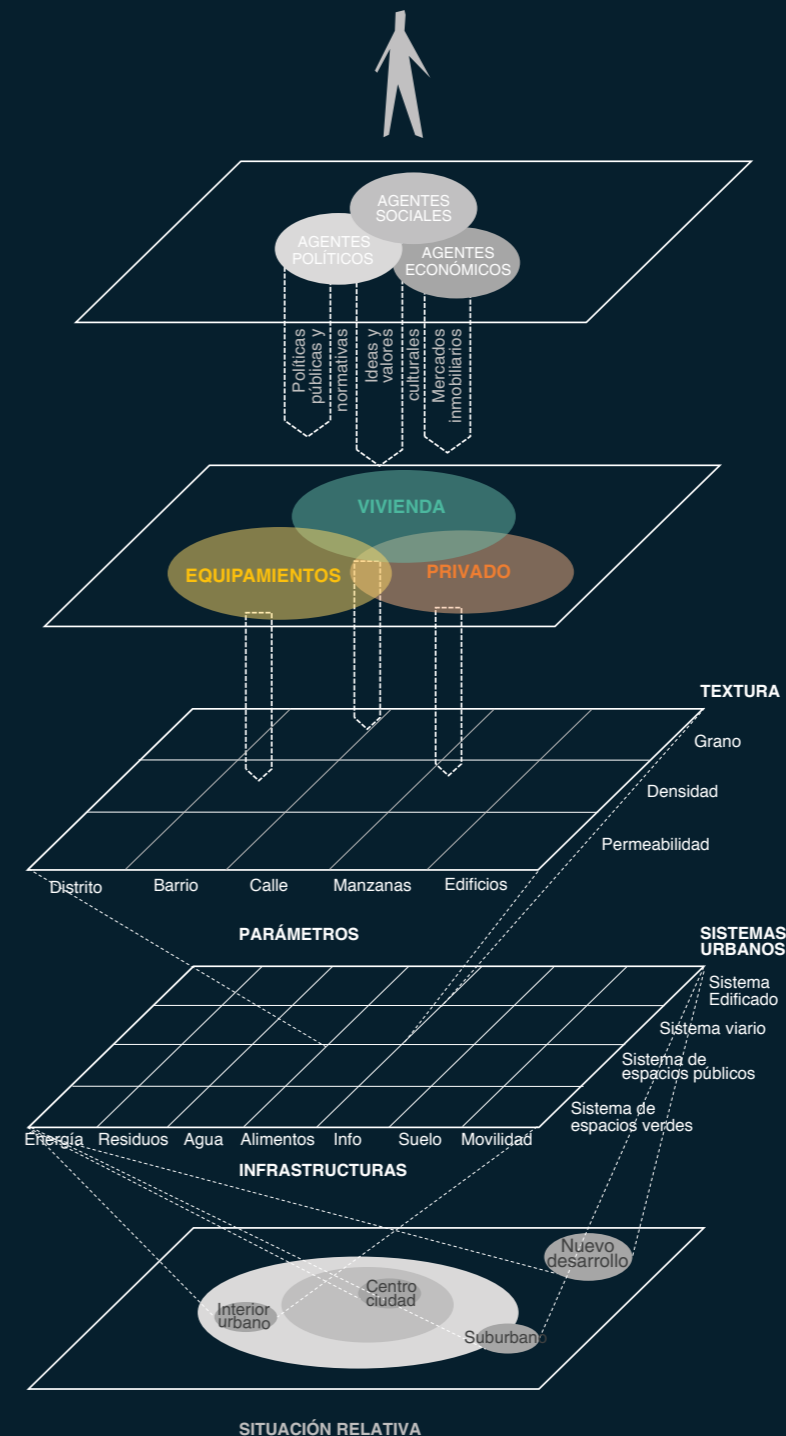 AGENTES
SOCIALES
AGENTES
POLÍTICOS
AGENTES
ECONÓMICOS
Políticas
públicas y
normativas
Ideas y
valores
culturales
Mercados
inmobiliarios
VIVIENDA
EQUIPAMIENTOS
PRIVADO
TEXTURA
Grano
Densidad
Permeabilidad
Distrito
Barrio
Calle
Manzanas
Edificios
PARÁMETROS
SISTEMAS
URBANOS
Sistema
Edificado
Sistema viario
Sistema de
espacios públicos
Sistema de
espacios verdes
Energía
Residuos
Agua
Alimentos
Info
Suelo
Movilidad
INFRASTRUCTURAS
Nuevo
desarrollo
Centro
ciudad
Interior
urbano
Suburbano
SITUACIÓN RELATIVA